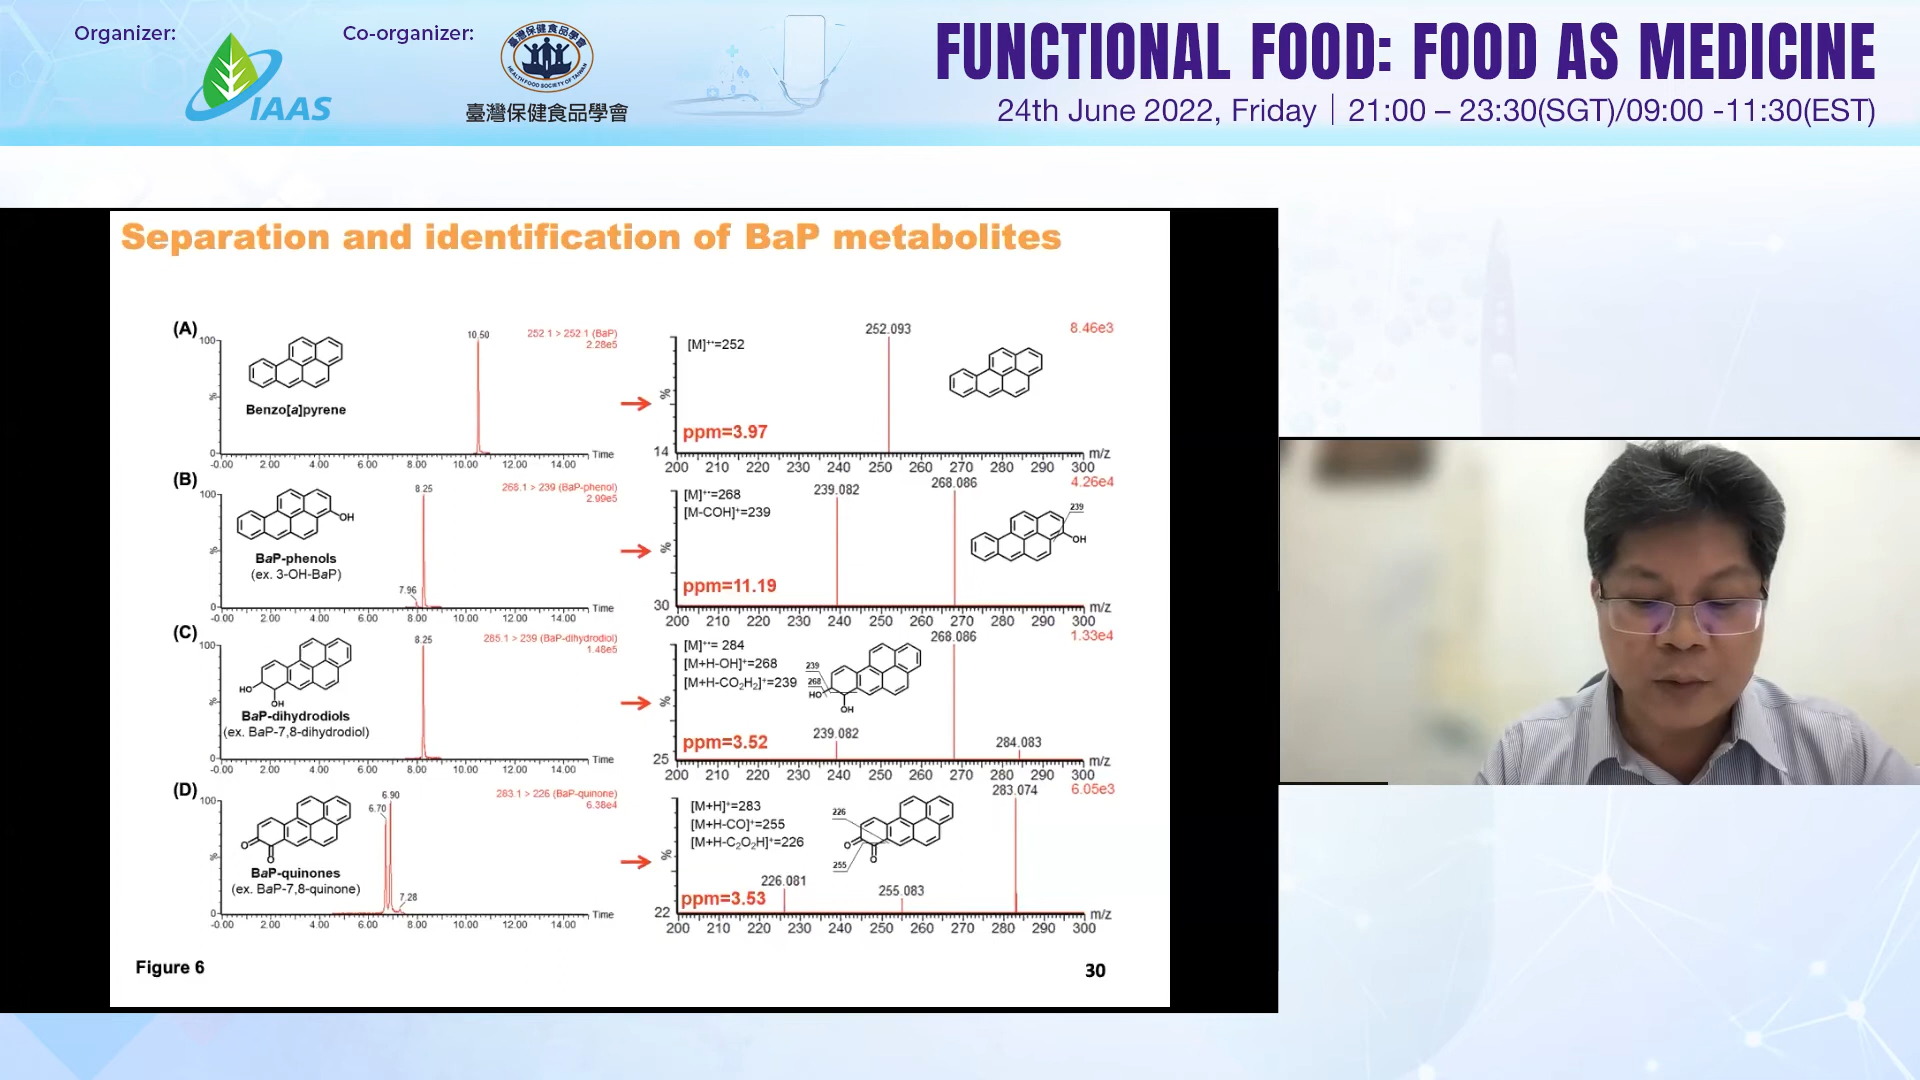 Organizer:
IAAS
Co-organizer:
臺灣保健食品學會
HEALTH FOOD SOCIETY OF TAIWAN
臺灣保健食品學會
FUNCTIONAL FOOD: FOOD AS MEDICINE
24th June 2022, Friday | 21:00 – 23:30(SGT)/09:00 -11:30(EST)
Separation and identification of BaP metabolites
(A)
100
%
0
10.50
252.1 > 252.1 (BaP)
2.28e5
Benzo[a]pyrene
-0.00 2.00 4.00 6.00 8.00 10.00 12.00 14.00 Time
252.093
8.46e3
[M]⁺·=252
%
ppm=3.97
14
200 210 220 230 240 250 260 270 280 290 300 m/z
(B)
100
%
0
8.25
7.96
268.1 > 239 (BaP-phenol)
2.99e5
OH
BaP-phenols
(ex. 3-OH-BaP)
-0.00 2.00 4.00 6.00 8.00 10.00 12.00 14.00 Time
239.082
268.086
4.26e4
[M]⁺·=268
[M-COH]⁺=239
239
OH
%
ppm=11.19
30
200 210 220 230 240 250 260 270 280 290 300 m/z
(C)
100
%
0
8.25
285.1 > 239 (BaP-dihydrodiol)
1.48e5
HO
OH
BaP-dihydrodiols
(ex. BaP-7,8-dihydrodiol)
-0.00 2.00 4.00 6.00 8.00 10.00 12.00 14.00 Time
268.086
1.33e4
[M]⁺·= 284
[M+H-OH]⁺=268
[M+H-CO₂H₂]⁺=239
239
268
HO
OH
%
ppm=3.52
239.082
284.083
25
200 210 220 230 240 250 260 270 280 290 300 m/z
(D)
100
%
0
6.90
6.70
7.28
283.1 > 226 (BaP-quinone)
6.38e4
O
O
BaP-quinones
(ex. BaP-7,8-quinone)
-0.00 2.00 4.00 6.00 8.00 10.00 12.00 14.00 Time
283.074
6.05e3
[M+H]⁺=283
[M+H-CO]⁺=255
[M+H-C₂O₂H]⁺=226
226
255
O
O
%
ppm=3.53
226.081
255.083
22
200 210 220 230 240 250 260 270 280 290 300 m/z
Figure 6
30